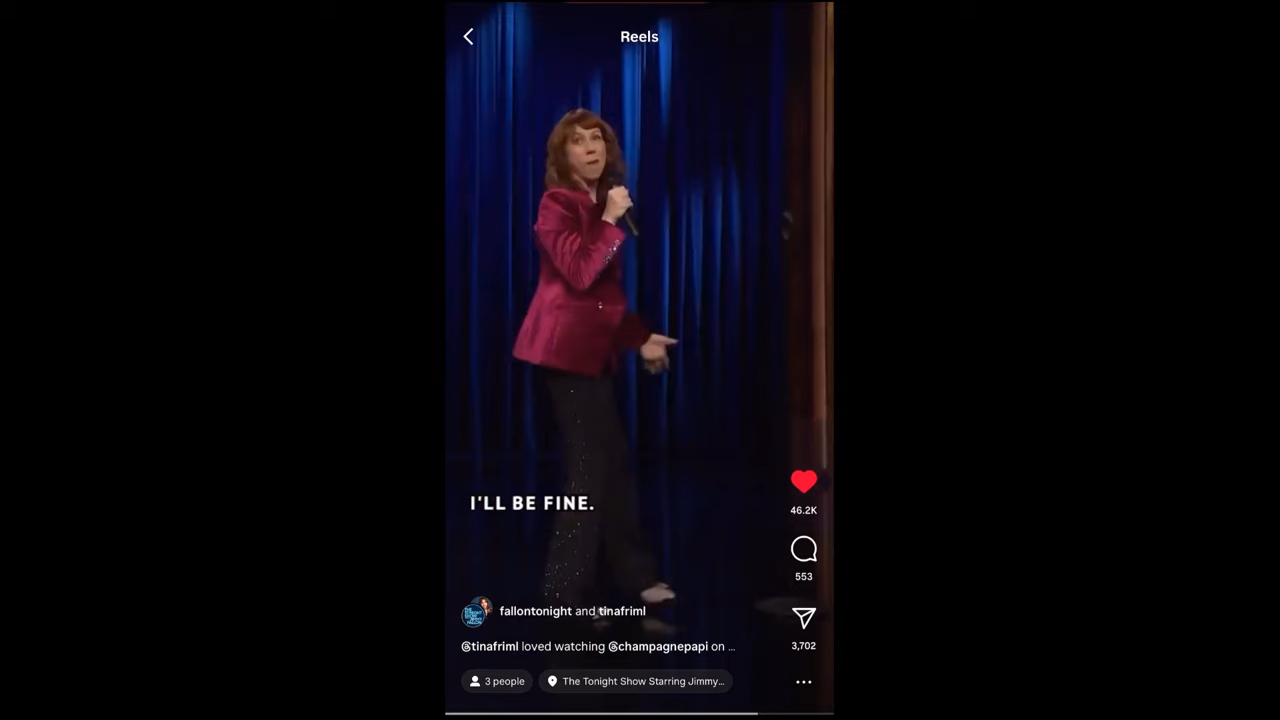 Reels
I'LL BE FINE.
46.2K
553
fallontonight and tinafriml
3,702
@tinafriml loved watching @champagnepapi on ...
3 people
The Tonight Show Starring Jimmy...